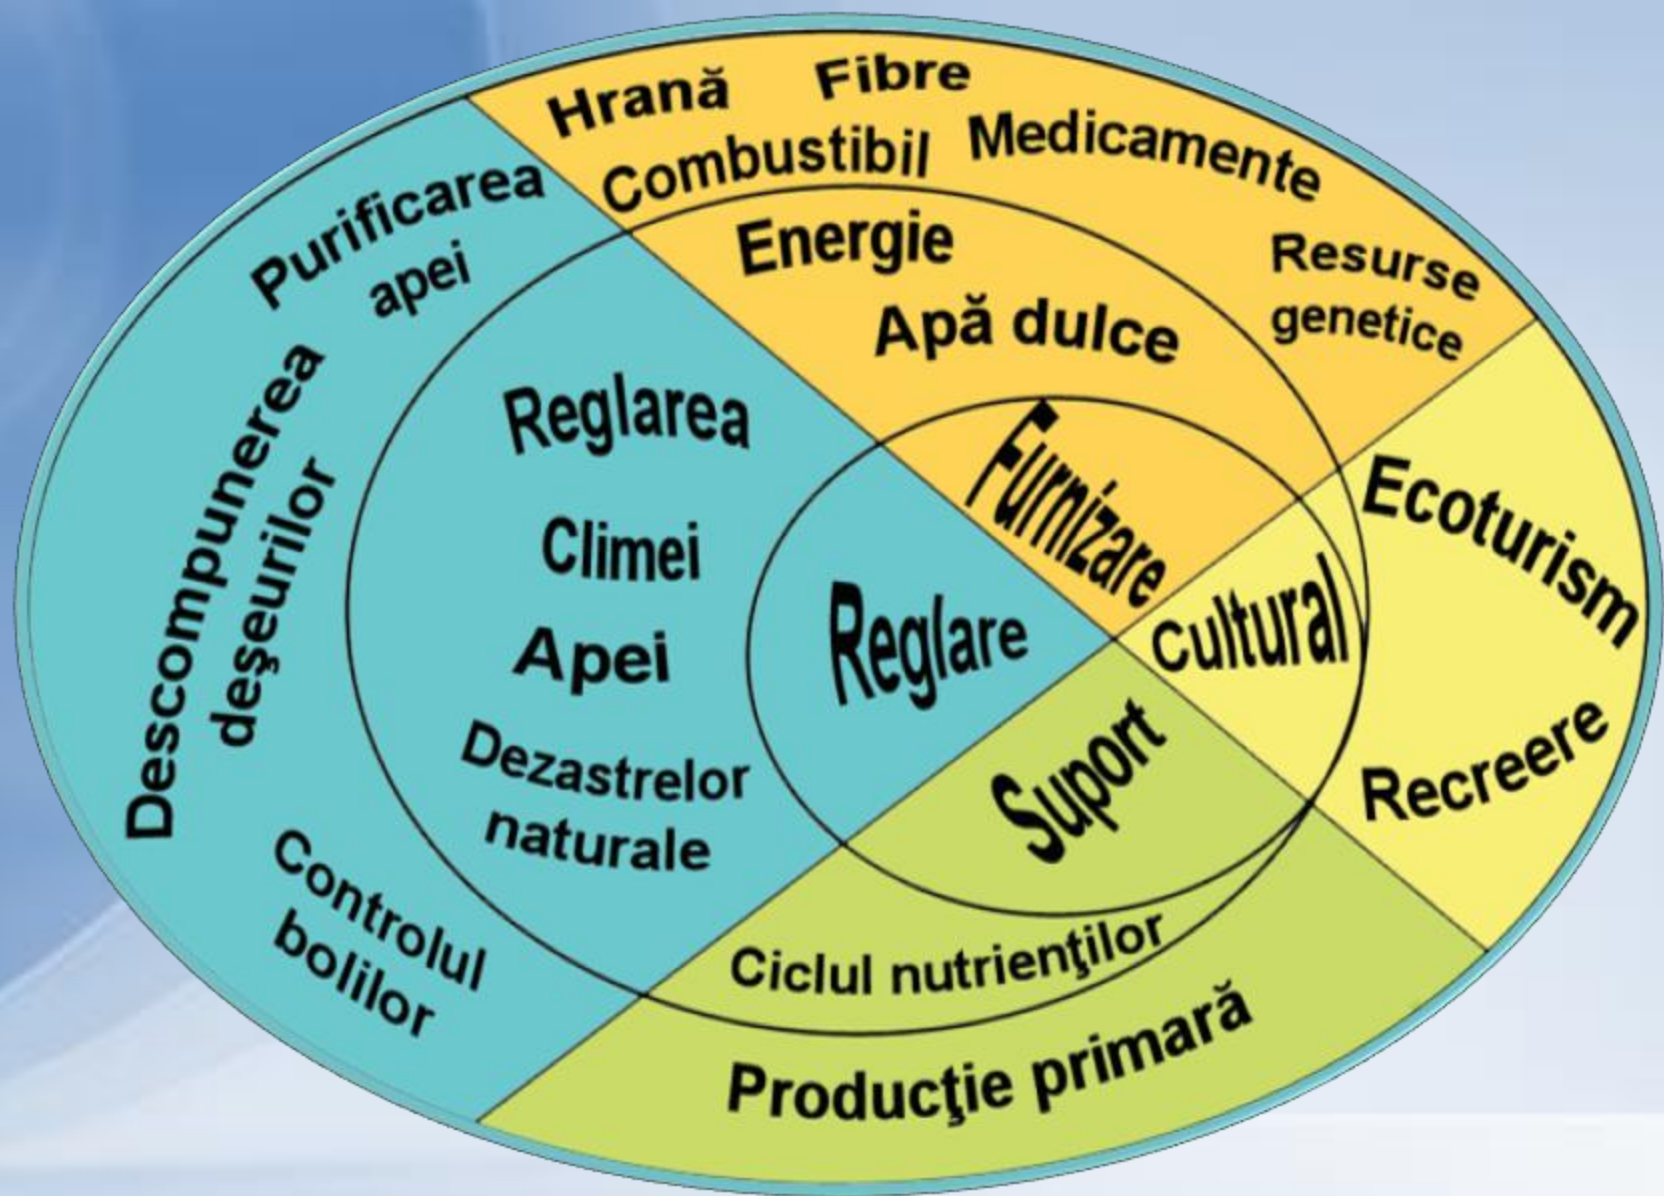 Hrană
Fibre
Combustibil
Medicamente
Resurse
genetice
Energie
Apă dulce
Furnizare
Purificarea
apei
Descompunerea
deşeurilor
Controlul
bolilor
Reglarea
Climei
Apei
Dezastrelor
naturale
Reglare
Cultural
Ecoturism
Recreere
Suport
Ciclul nutrienţilor
Producţie primară